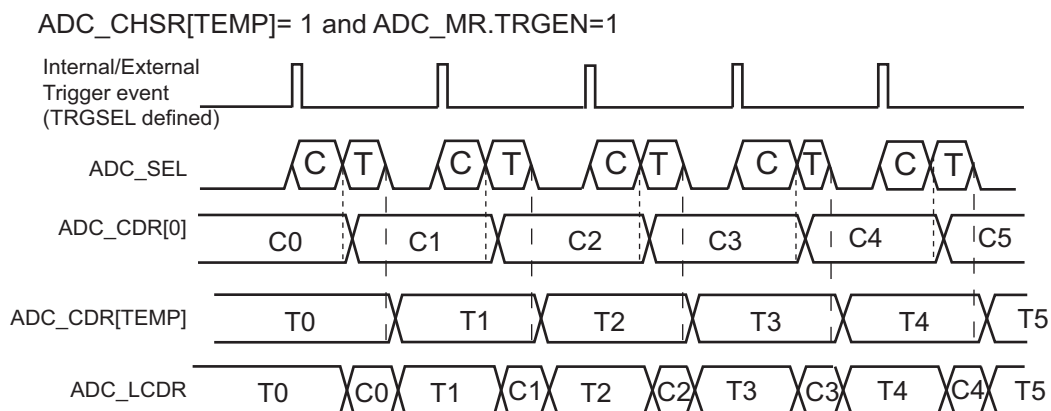 ADC_CHSR[TEMP]= 1 and ADC_MR.TRGEN=1
Internal/External
Trigger event
(TRGSEL defined)
ADC_SEL C T C T C T C T C T
ADC_CDR[0] C0 C1 C2 C3 C4 C5
ADC_CDR[TEMP] T0 T1 T2 T3 T4 T5
ADC_LCDR T0 C0 T1 C1 T2 C2 T3 C3 T4 C4 T5